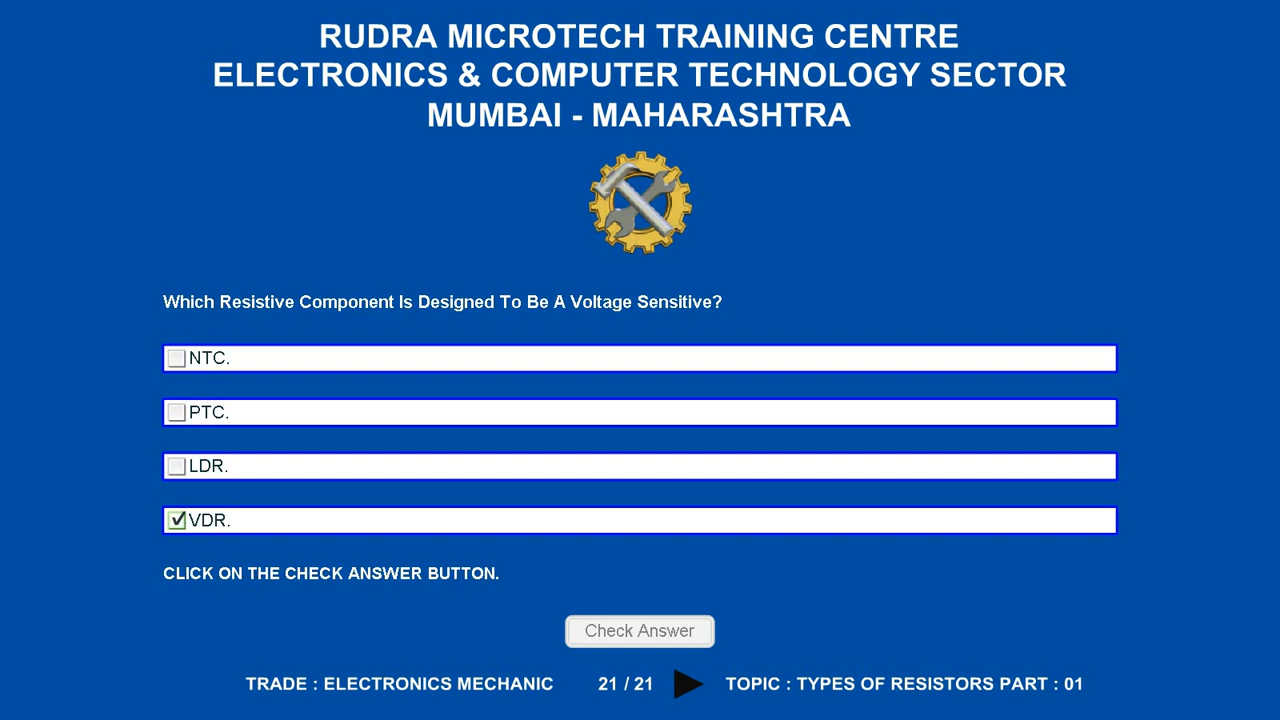 RUDRA MICROTECH TRAINING CENTRE
ELECTRONICS & COMPUTER TECHNOLOGY SECTOR
MUMBAI - MAHARASHTRA
Which Resistive Component Is Designed To Be A Voltage Sensitive?
NTC.
PTC.
LDR.
VDR.
CLICK ON THE CHECK ANSWER BUTTON.
Check Answer
TRADE : ELECTRONICS MECHANIC 21 / 21 TOPIC : TYPES OF RESISTORS PART : 01